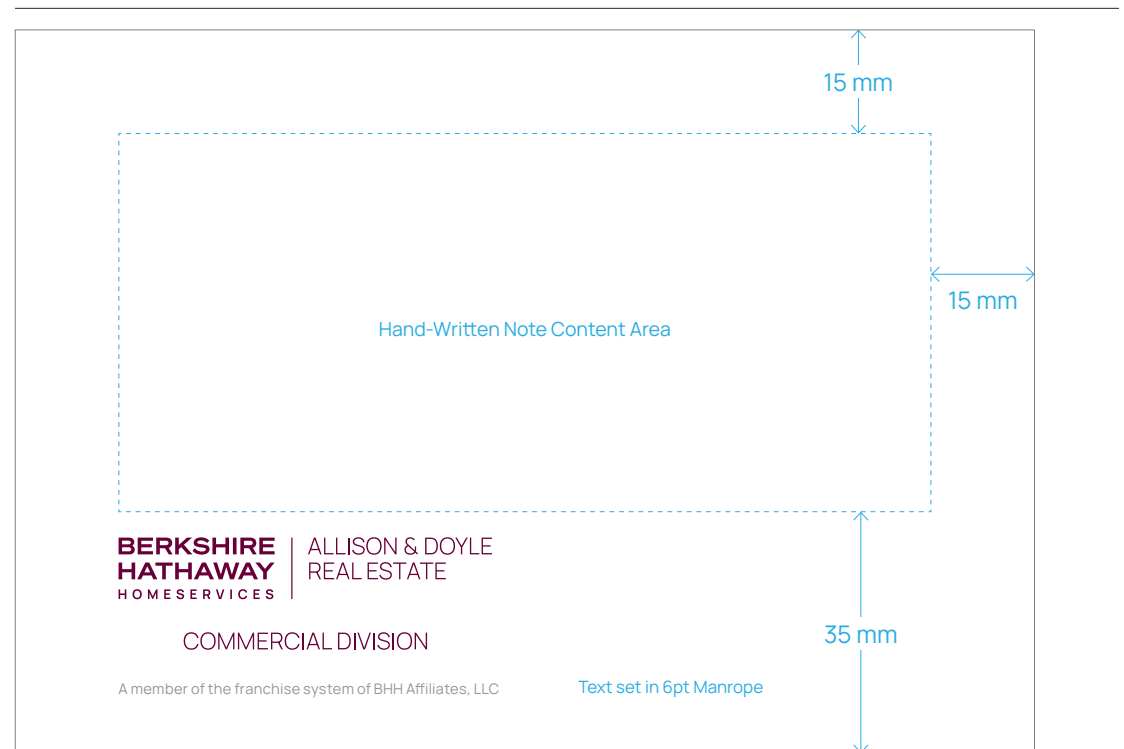 15 mm
15 mm
Hand-Written Note Content Area
BERKSHIRE
HATHAWAY
HOMESERVICES
ALLISON & DOYLE
REAL ESTATE
35 mm
COMMERCIAL DIVISION
A member of the franchise system of BHH Affiliates, LLC
Text set in 6pt Manrope